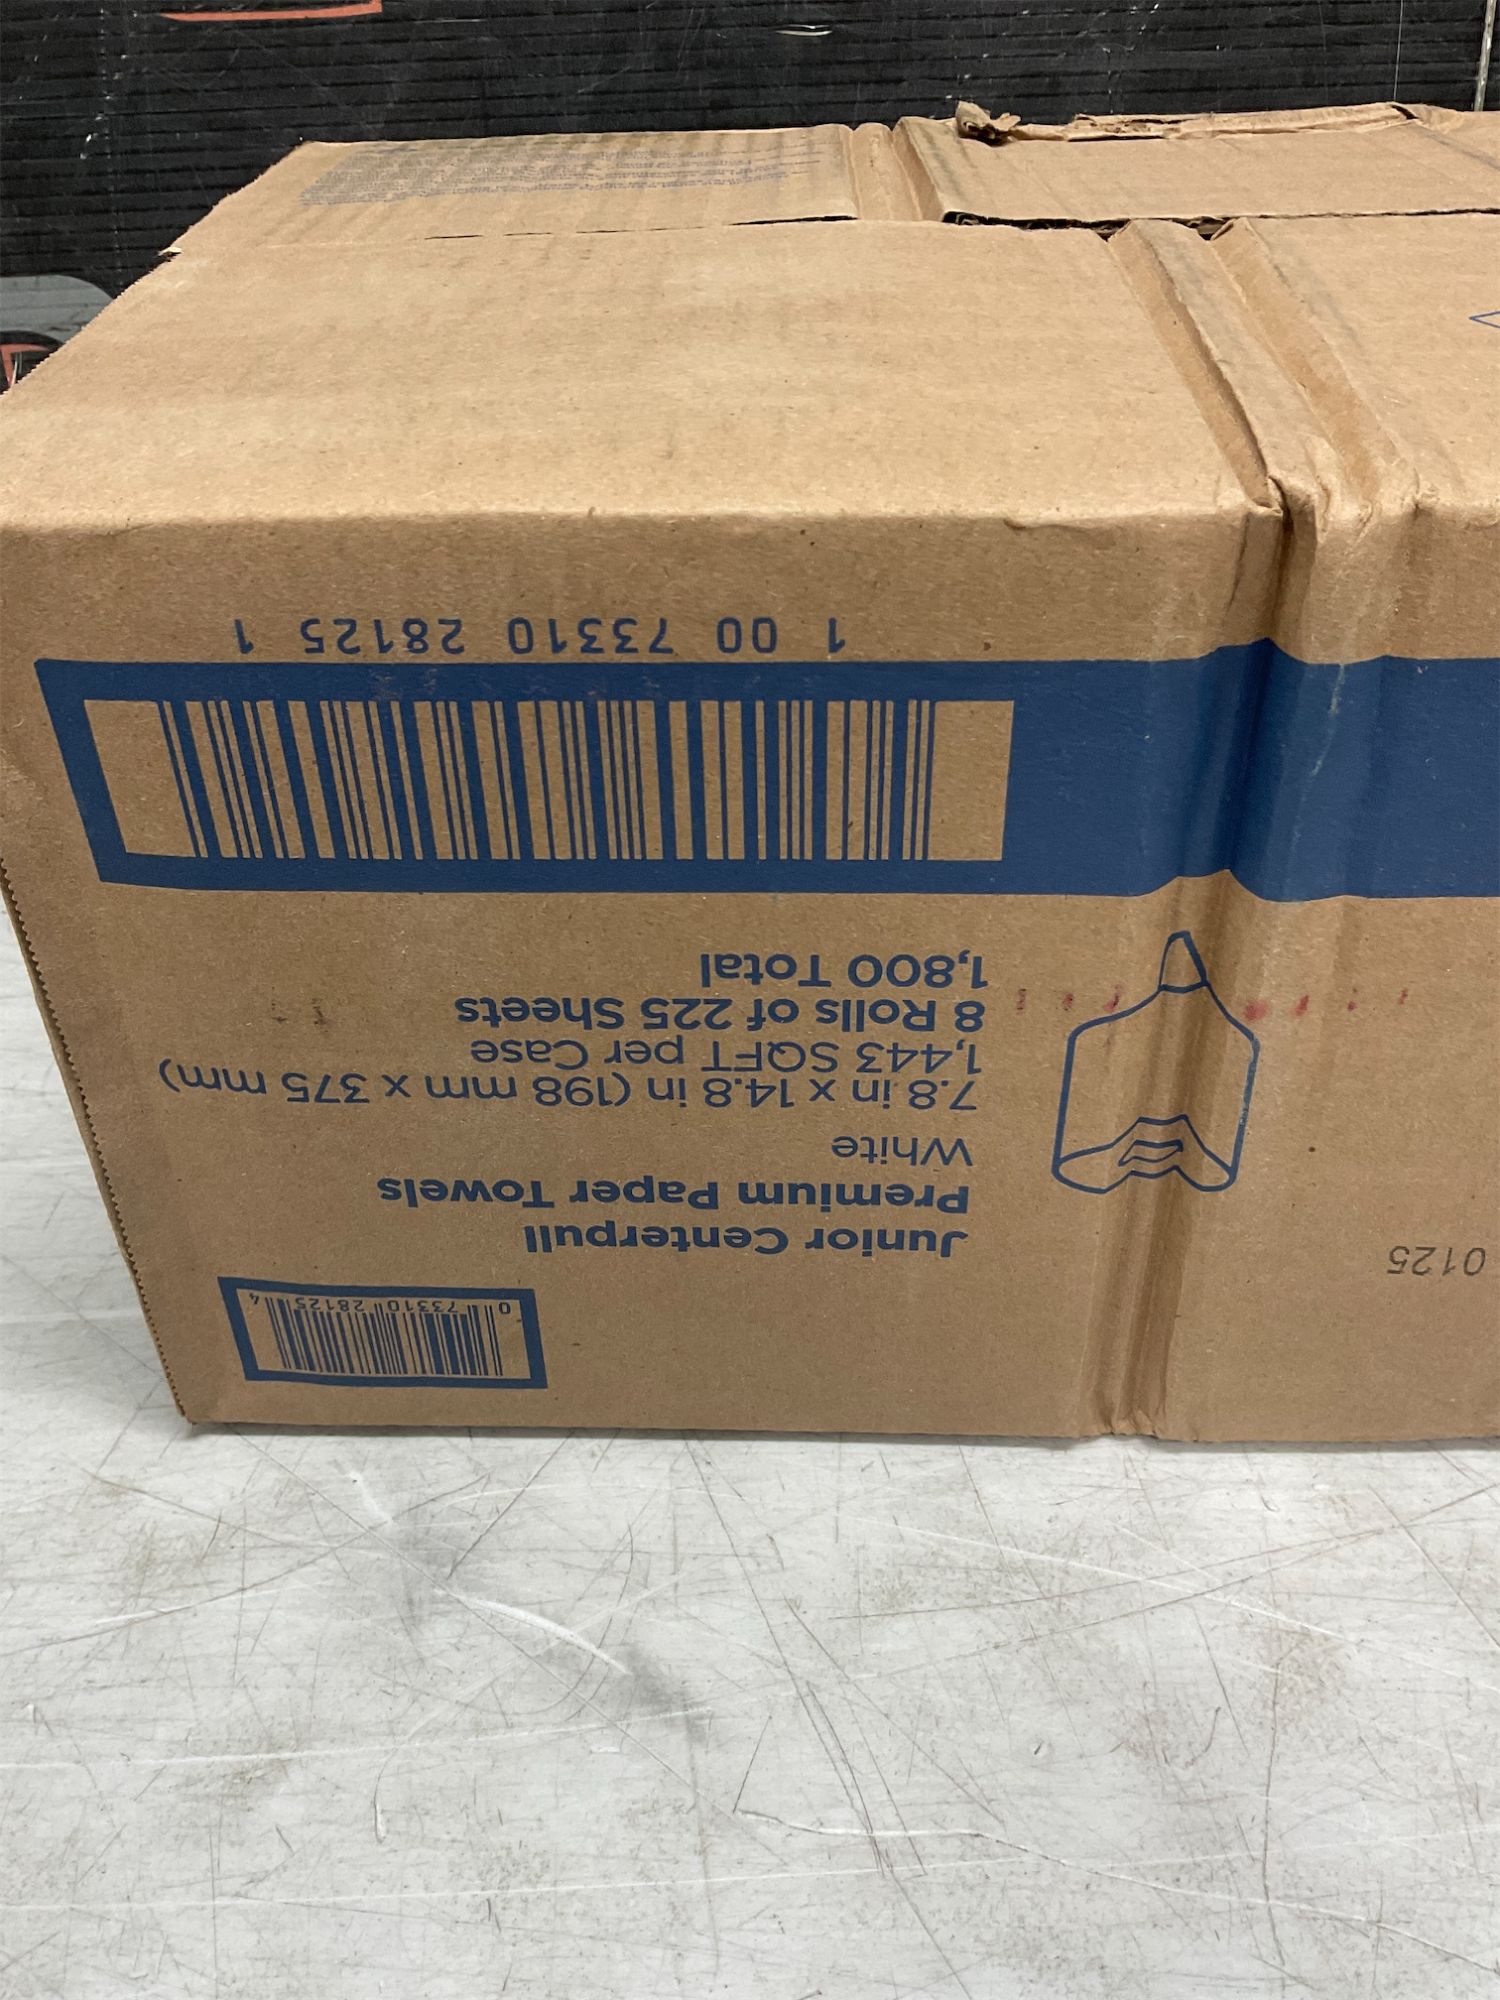 0 73310 28125 4
Junior Centerpull
Premium Paper Towels
White
7.8 in x 14.8 in (198 mm x 375 mm)
1,443 SQFT per Case
8 Rolls of 225 Sheets
1,800 Total
1 00 73310 28125 1
0125